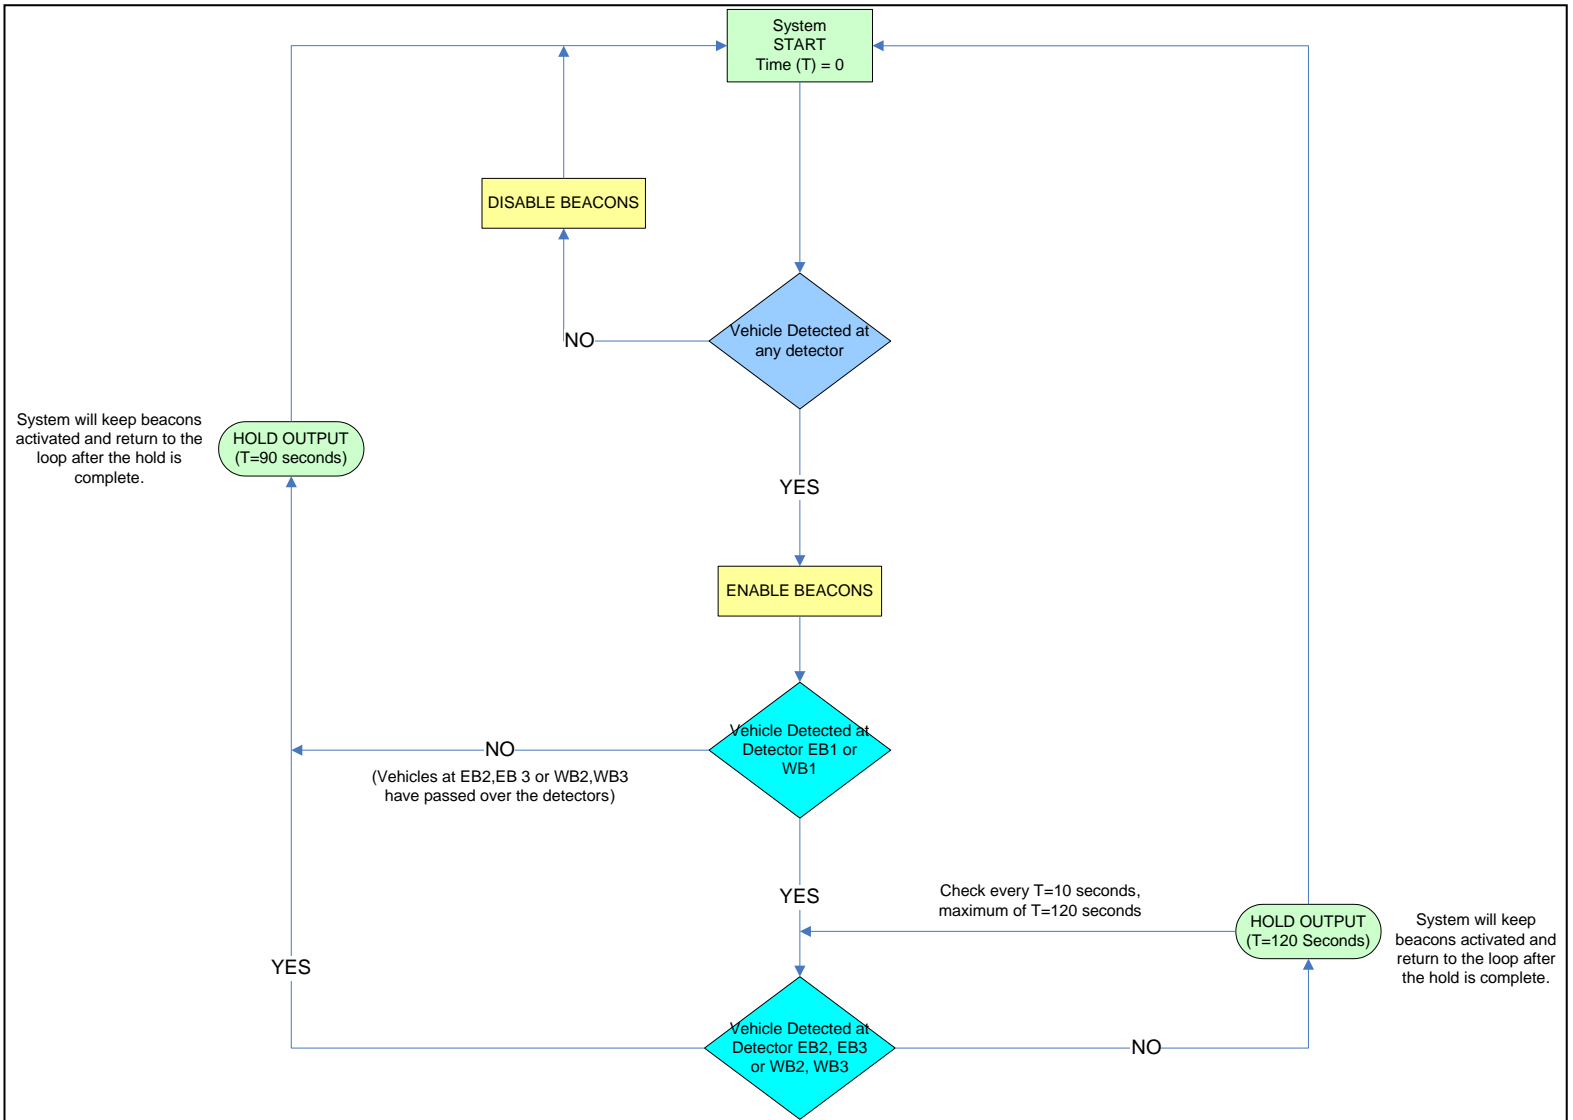 System
START
Time (T) = 0
DISABLE BEACONS
Vehicle Detected at
any detector
NO
System will keep beacons
activated and return to the
loop after the hold is
complete.
HOLD OUTPUT
(T=90 seconds)
YES
ENABLE BEACONS
Vehicle Detected at
Detector EB1 or
WB1
NO
(Vehicles at EB2,EB 3 or WB2,WB3
have passed over the detectors)
YES
Check every T=10 seconds,
maximum of T=120 seconds
HOLD OUTPUT
(T=120 Seconds)
System will keep
beacons activated and
return to the loop after
the hold is complete.
YES
Vehicle Detected at
Detector EB2, EB3
or WB2, WB3
NO